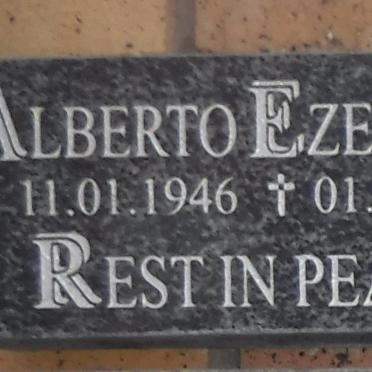 ALBERTO EZE
11.01.1946 † 01.
REST IN PEA